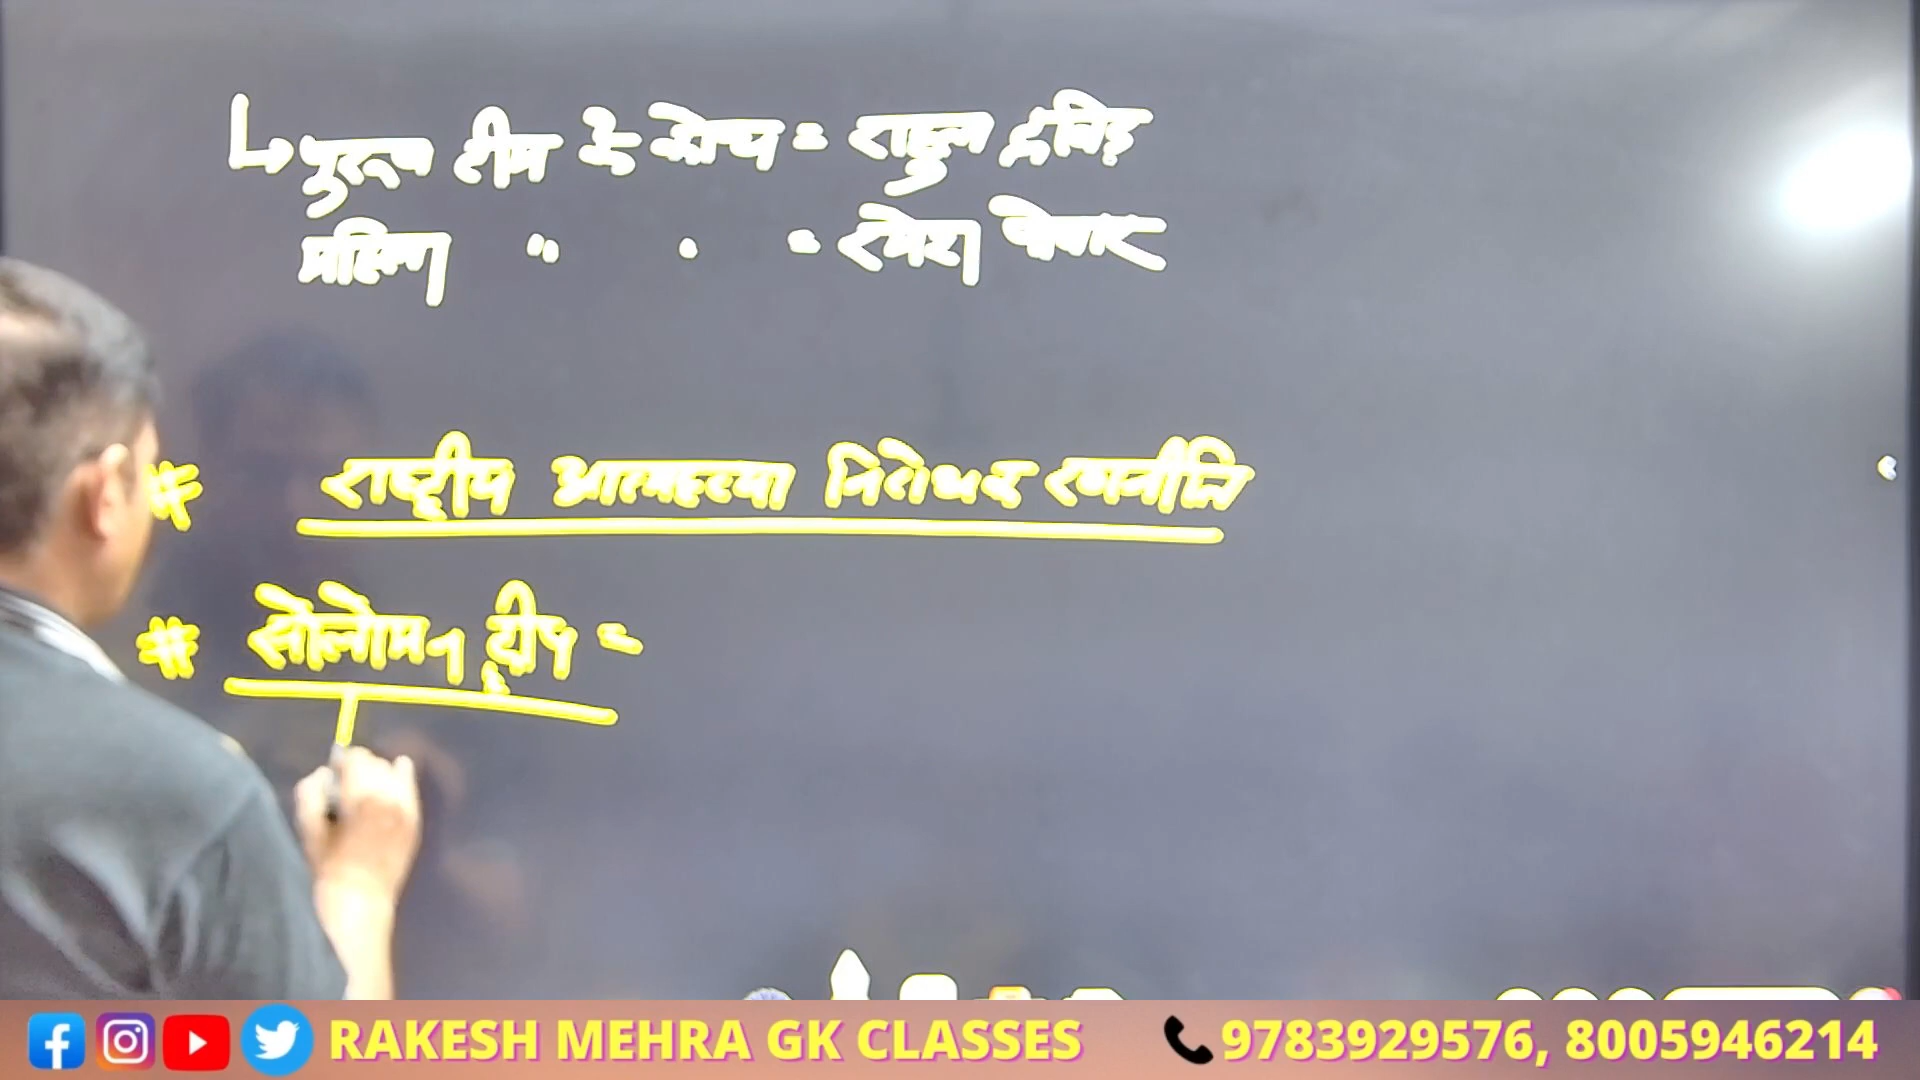 पुरुष टीम के कोच = राहुल द्रविड़
महिला " " = रमेश पोवार
* राष्ट्रीय आत्महत्या निरोधक रणनीति
* सोलोमन द्वीप =
RAKESH MEHRA GK CLASSES 9783929576, 8005946214